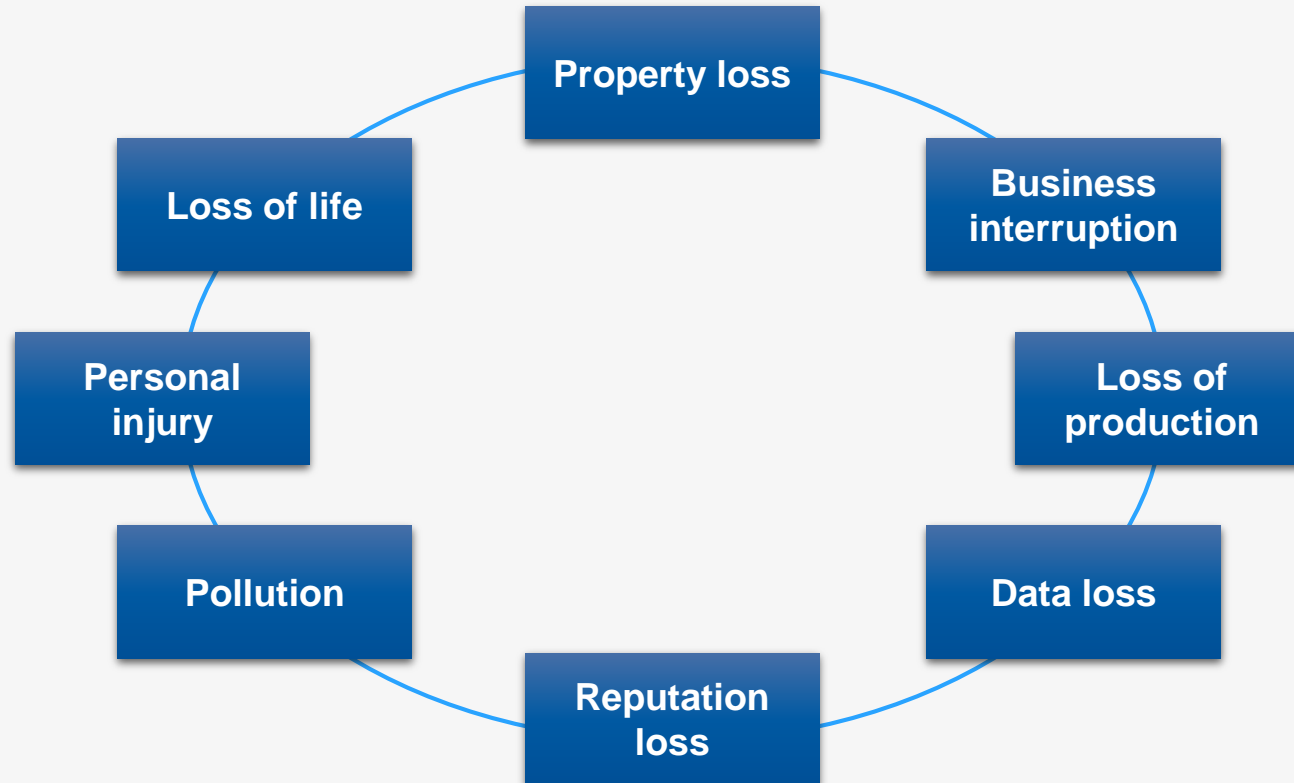 Property loss
Business
interruption
Loss of
production
Data loss
Reputation
loss
Pollution
Personal
injury
Loss of life